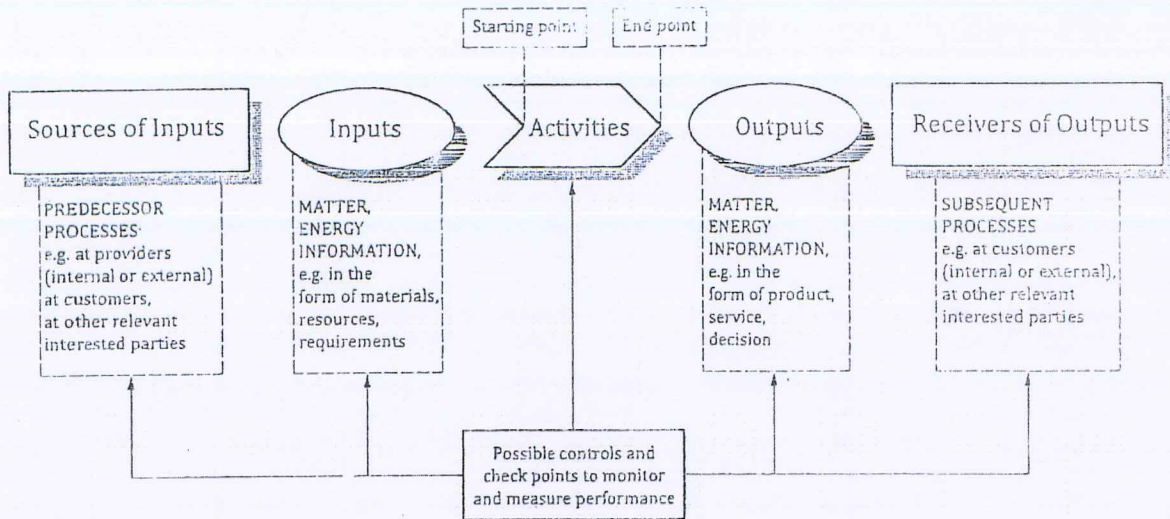 Starting point
End point
Sources of Inputs
Inputs
Activities
Outputs
Receivers of Outputs
PREDECESSOR
PROCESSES
e.g. at providers
(internal or external)
at customers,
at other relevant
interested parties
MATTER,
ENERGY
INFORMATION,
e.g. in the
form of materials,
resources,
requirements
MATTER,
ENERGY
INFORMATION,
e.g. in the
form of product,
service,
decision
SUBSEQUENT
PROCESSES
e.g. at customers
(internal or external),
at other relevant
interested parties
Possible controls and
check points to monitor
and measure performance